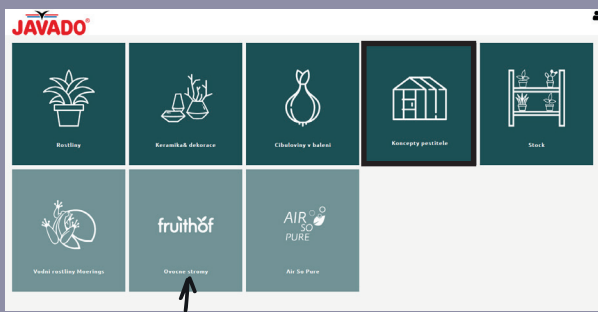 JAVADO®
Rostliny
Keramika& dekorace
Cibuloviny v balení
Koncepty pestitele
Stock
fruithof
AIR
SO
PURE
Vodní rostliny Moerings
Ovocne stromy
Air So Pure